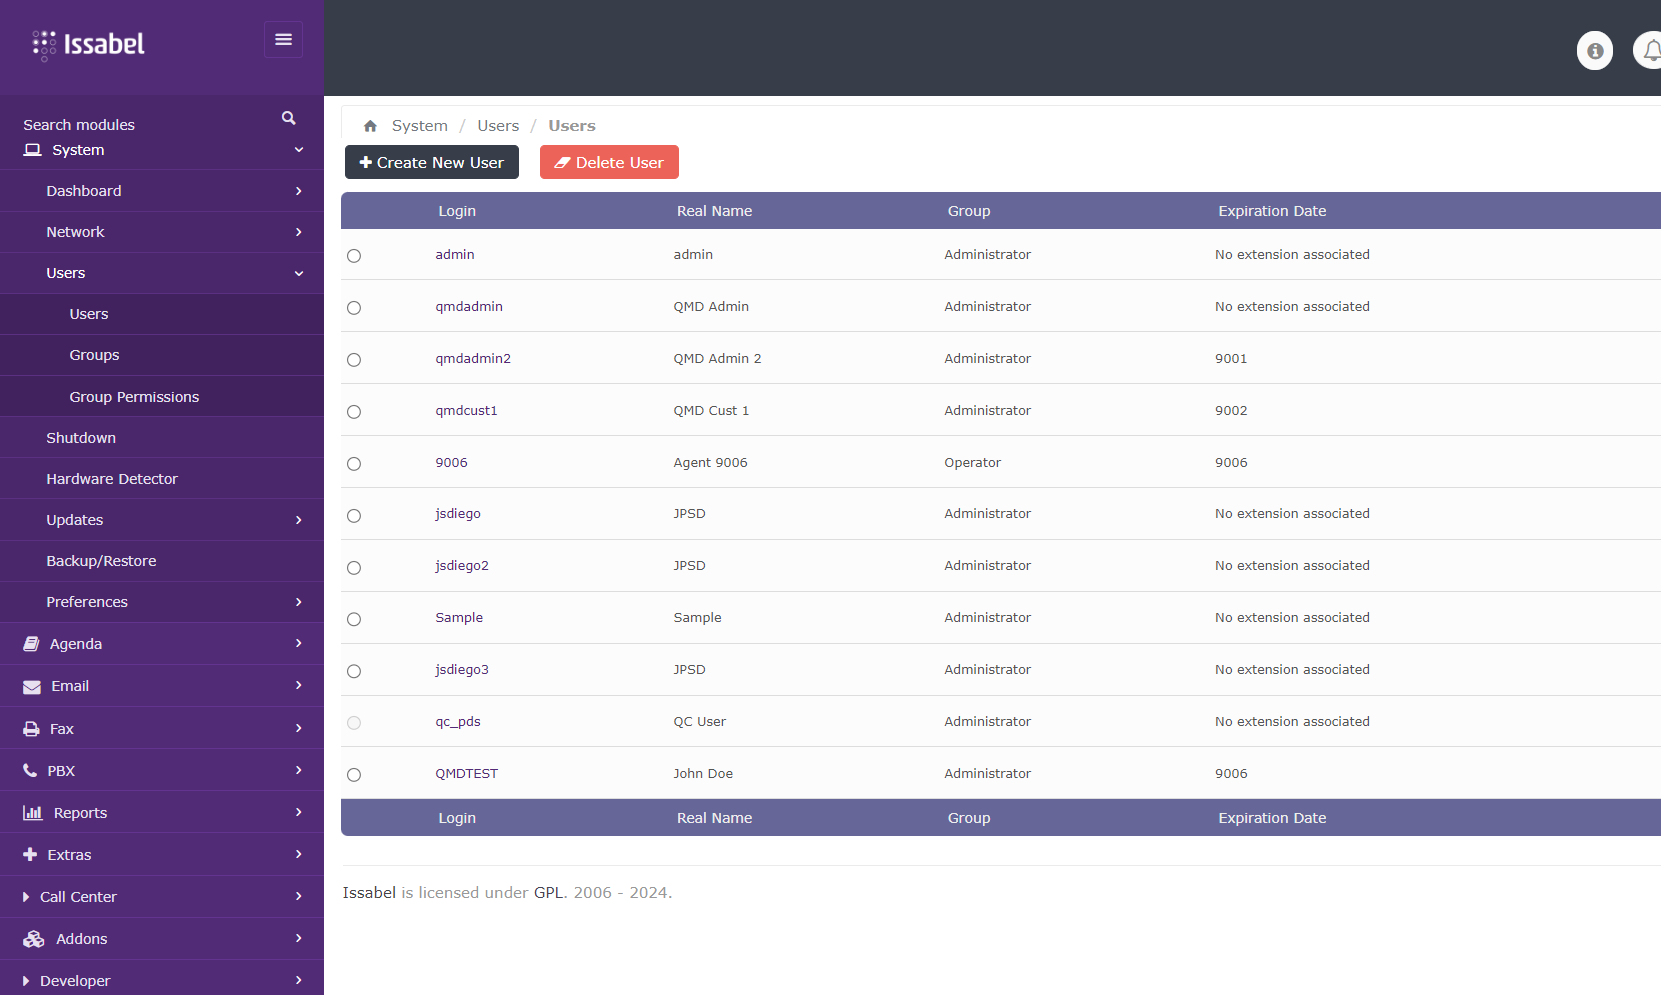 Issabel
Search modules
System
Dashboard
Network
Users
Users
Groups
Group Permissions
Shutdown
Hardware Detector
Updates
Backup/Restore
Preferences
Agenda
Email
Fax
PBX
Reports
Extras
Call Center
Addons
Developer
System / Users / Users
Create New User Delete User
Login Real Name Group Expiration Date
admin admin Administrator No extension associated
qmdadmin QMD Admin Administrator No extension associated
qmdadmin2 QMD Admin 2 Administrator 9001
qmdcust1 QMD Cust 1 Administrator 9002
9006 Agent 9006 Operator 9006
jsdiego JPSD Administrator No extension associated
jsdiego2 JPSD Administrator No extension associated
Sample Sample Administrator No extension associated
jsdiego3 JPSD Administrator No extension associated
qc_pds QC User Administrator No extension associated
QMDTEST John Doe Administrator 9006
Login Real Name Group Expiration Date
Issabel is licensed under GPL. 2006 - 2024.